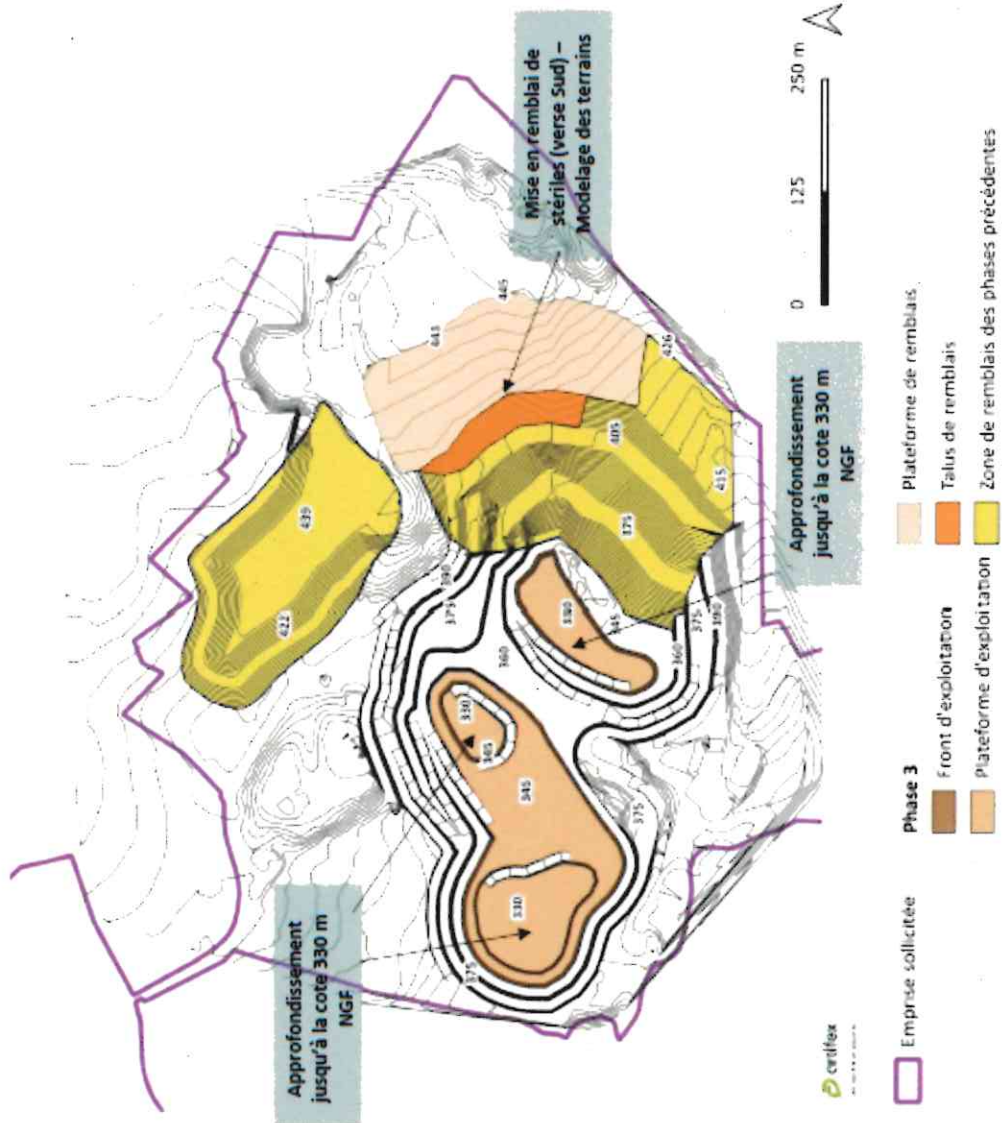 Approfondissement
jusqu'à la cote 330 m
NGF
Mise en remblai de
stériles (verse Sud) –
Modelage des terrains
Approfondissement
jusqu'à la cote 330 m
NGF
443
445
439
422
426
405
415
375
390
375
360
330
345
345
330
375
375
345
360
375
390
0
125
250 m
artifex
Emprise sollicitée
Phase 3
Front d'exploitation
Plateforme d'exploitation
Plateforme de remblais
Talus de remblais
Zone de remblais des phases précédentes